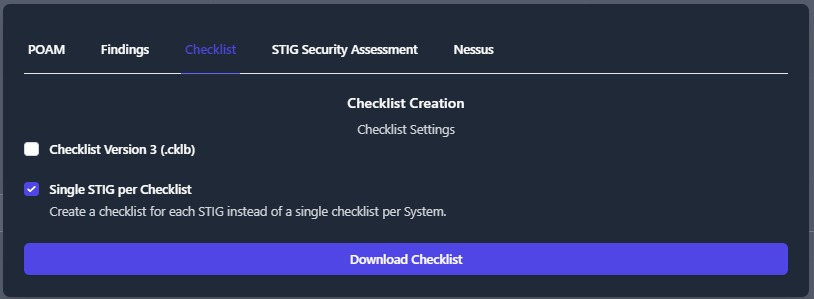 POAM Findings Checklist STIG Security Assessment Nessus
Checklist Creation
Checklist Settings
Checklist Version 3 (.cklb)
Single STIG per Checklist
Create a checklist for each STIG instead of a single checklist per System.
Download Checklist